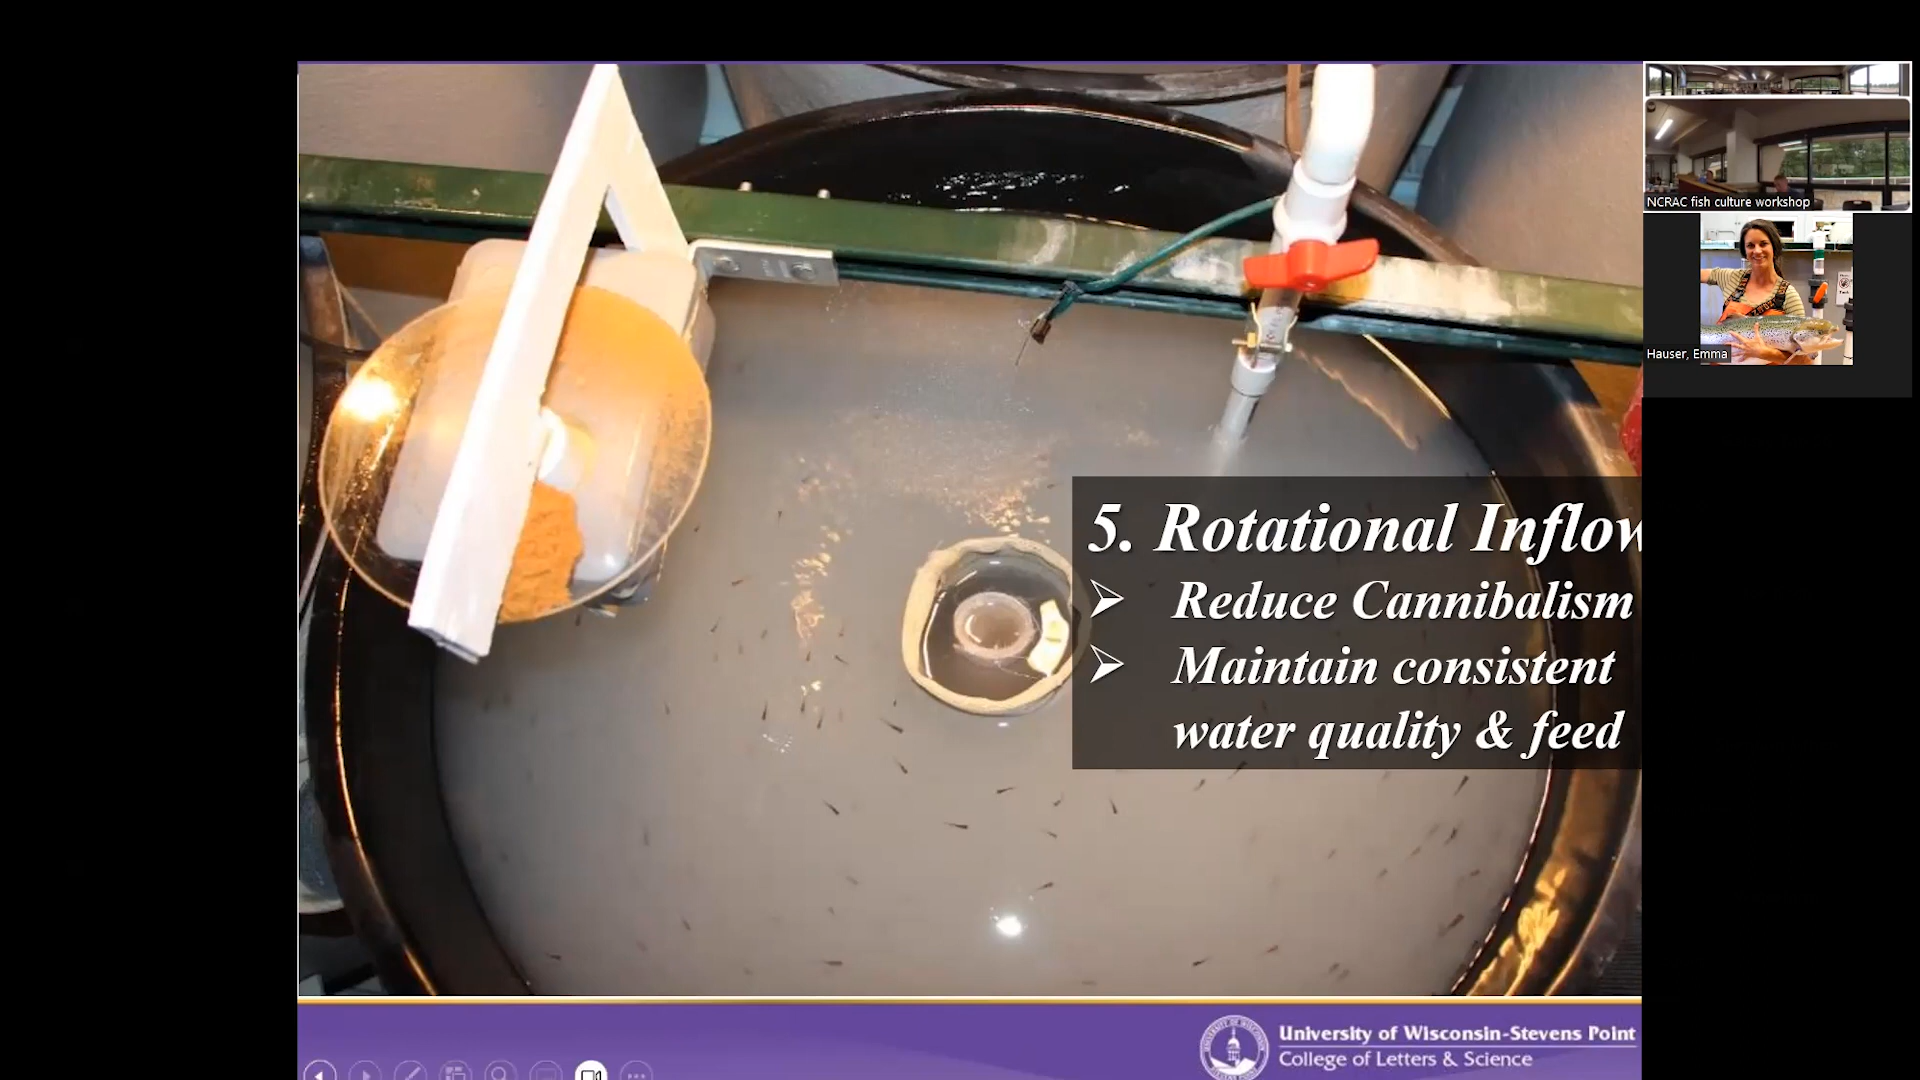 5. Rotational Inflow
➢ Reduce Cannibalism
➢ Maintain consistent
water quality & feed
NCRAC fish culture workshop
Hauser, Emma
University of Wisconsin-Stevens Point
College of Letters & Science